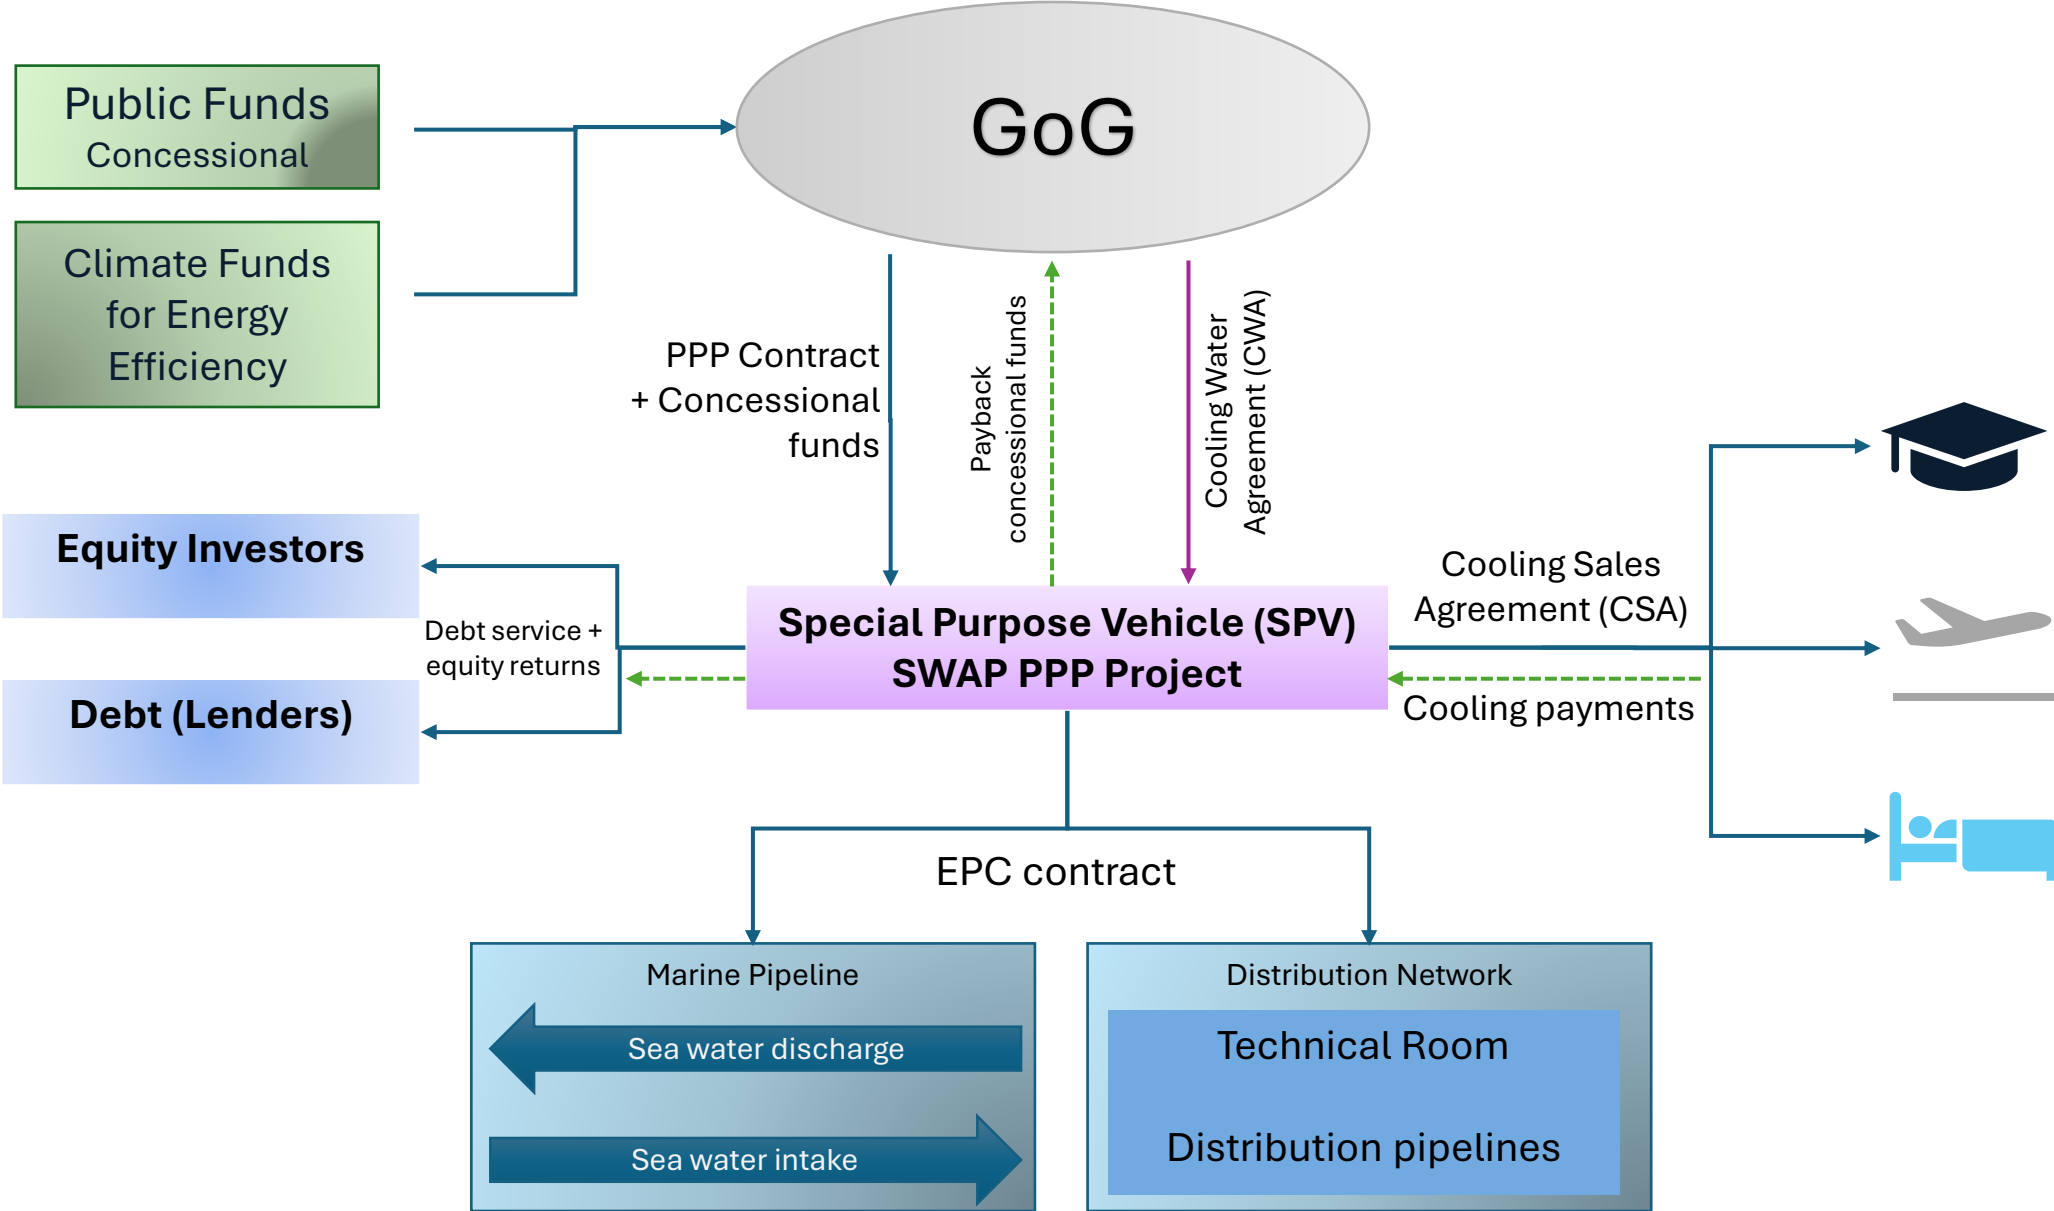 Public Funds
Concessional
GoG
Climate Funds
for Energy
Efficiency
PPP Contract
+ Concessional
funds
Payback
concessional funds
Cooling Water
Agreement (CWA)
Equity Investors
Debt service +
equity returns
Debt (Lenders)
Special Purpose Vehicle (SPV)
SWAP PPP Project
Cooling Sales
Agreement (CSA)
Cooling payments
EPC contract
Marine Pipeline
Sea water discharge
Sea water intake
Distribution Network
Technical Room
Distribution pipelines